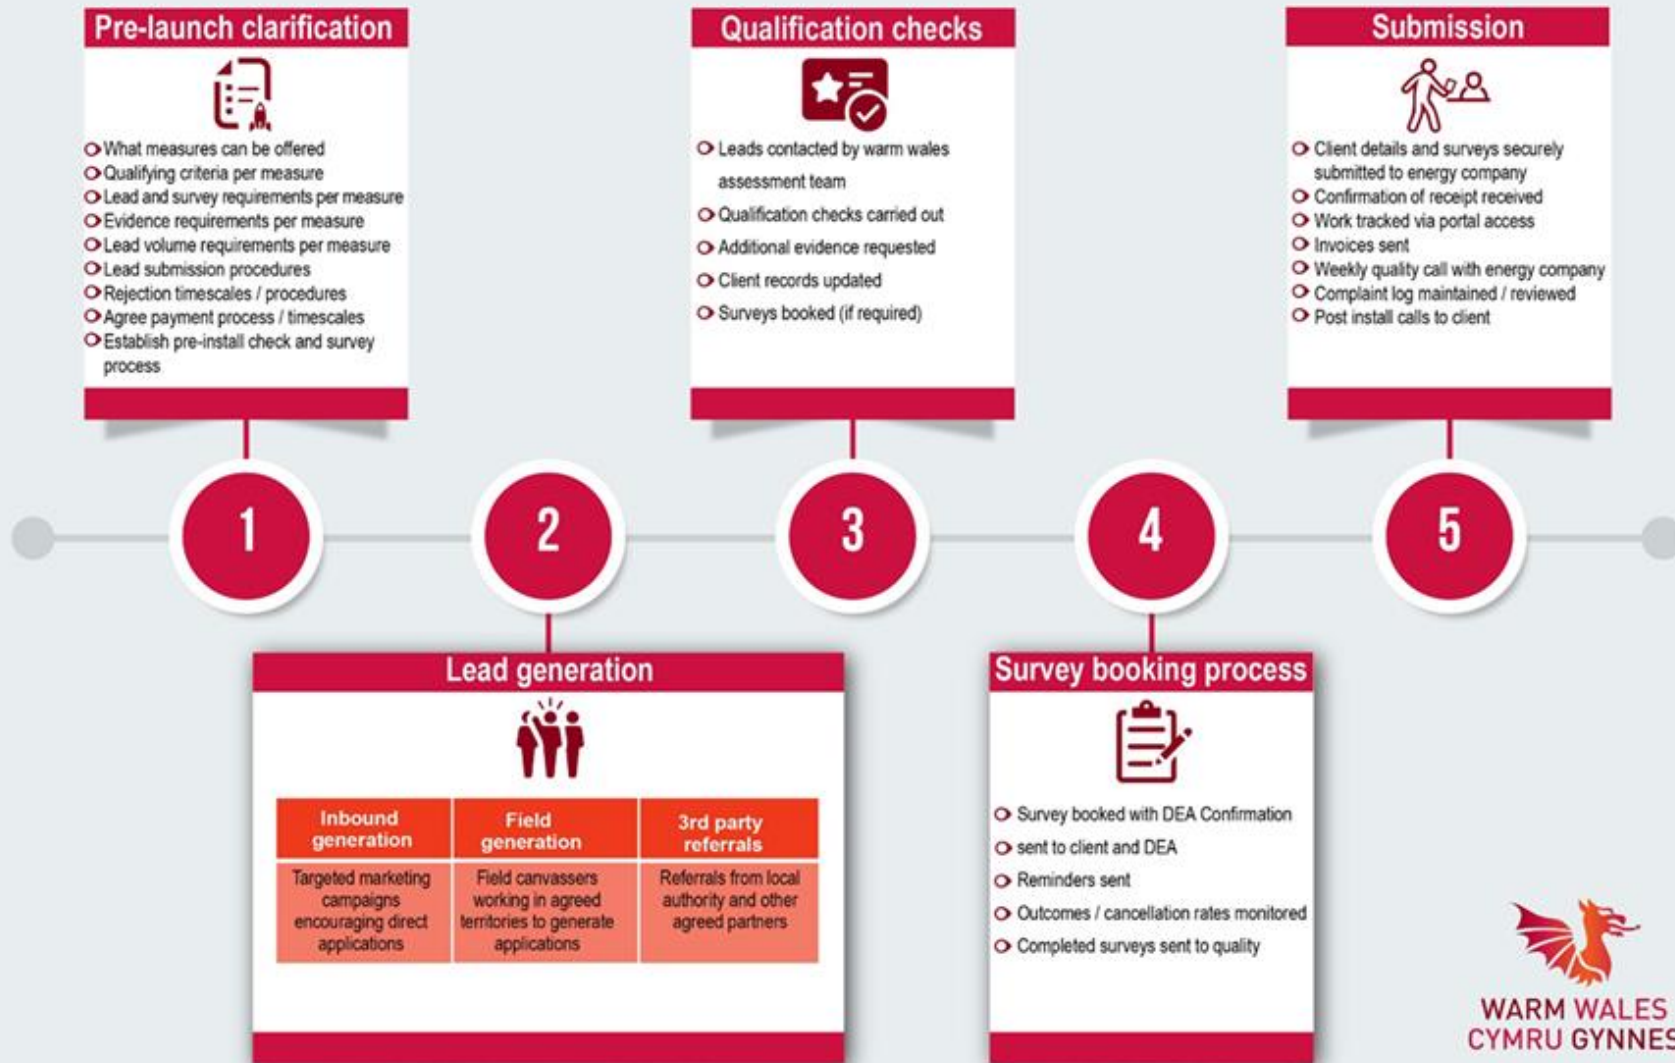 Pre-launch clarification
What measures can be offered
Qualifying criteria per measure
Lead and survey requirements per measure
Evidence requirements per measure
Lead volume requirements per measure
Lead submission procedures
Rejection timescales / procedures
Agree payment process / timescales
Establish pre-install check and survey
process
Qualification checks
Leads contacted by warm wales
assessment team
Qualification checks carried out
Additional evidence requested
Client records updated
Surveys booked (if required)
Submission
Client details and surveys securely
submitted to energy company
Confirmation of receipt received
Work tracked via portal access
Invoices sent
Weekly quality call with energy company
Complaint log maintained / reviewed
Post install calls to client
1
2
3
4
5
Lead generation
Inbound
generation
Targeted marketing
campaigns
encouraging direct
applications
Field
generation
Field canvassers
working in agreed
territories to generate
applications
3rd party
referrals
Referrals from local
authority and other
agreed partners
Survey booking process
Survey booked with DEA Confirmation
sent to client and DEA
Reminders sent
Outcomes / cancellation rates monitored
Completed surveys sent to quality
WARM WALES
CYMRU GYNNES